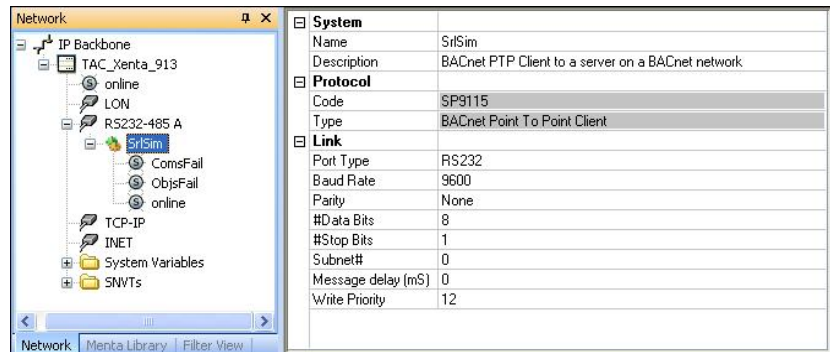 Network
IP Backbone
TAC_Xenta_913
online
LON
RS232-485 A
SrlSim
ComsFail
ObjsFail
online
TCP-IP
INET
System Variables
SNVTs
Network Menta Library Filter View
System
Name SrlSim
Description BACnet PTP Client to a server on a BACnet network
Protocol
Code SP9115
Type BACnet Point To Point Client
Link
Port Type RS232
Baud Rate 9600
Parity None
#Data Bits 8
#Stop Bits 1
Subnet# 0
Message delay (mS) 0
Write Priority 12